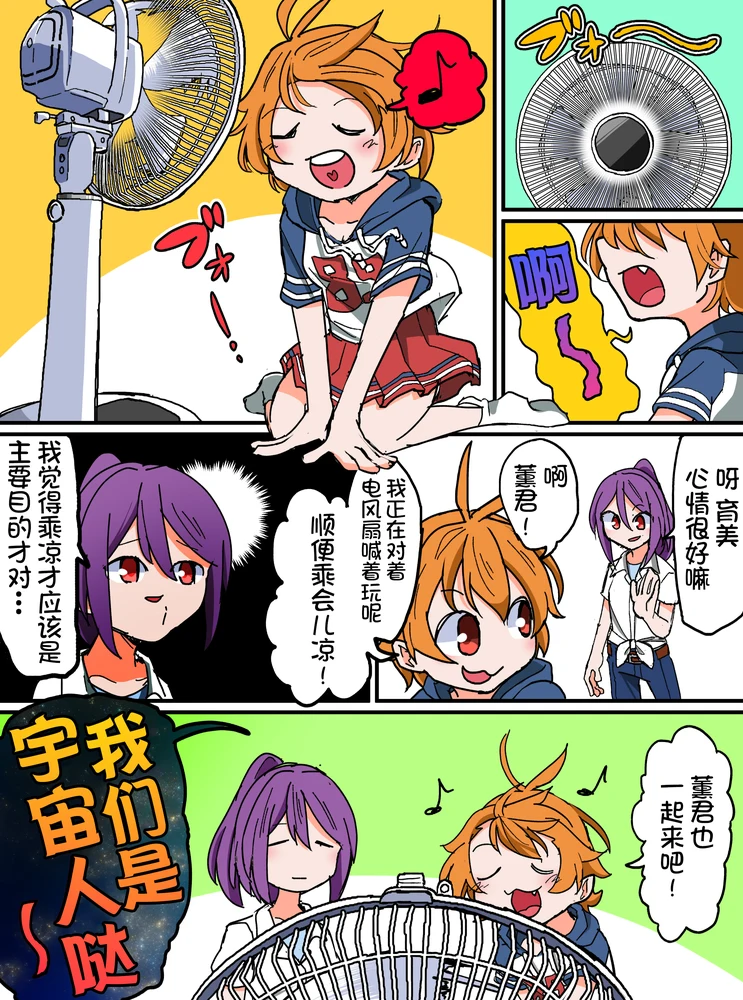 ブォ〜
ブォー!
啊〜
呀 育美
心情很好嘛
啊
董君！
我正在对着
电风扇喊着玩呢
顺便乘会儿凉！
我觉得乘凉才应该是
主要目的才对…
董君也
一起来吧！
我们是
宇宙人哒
〜